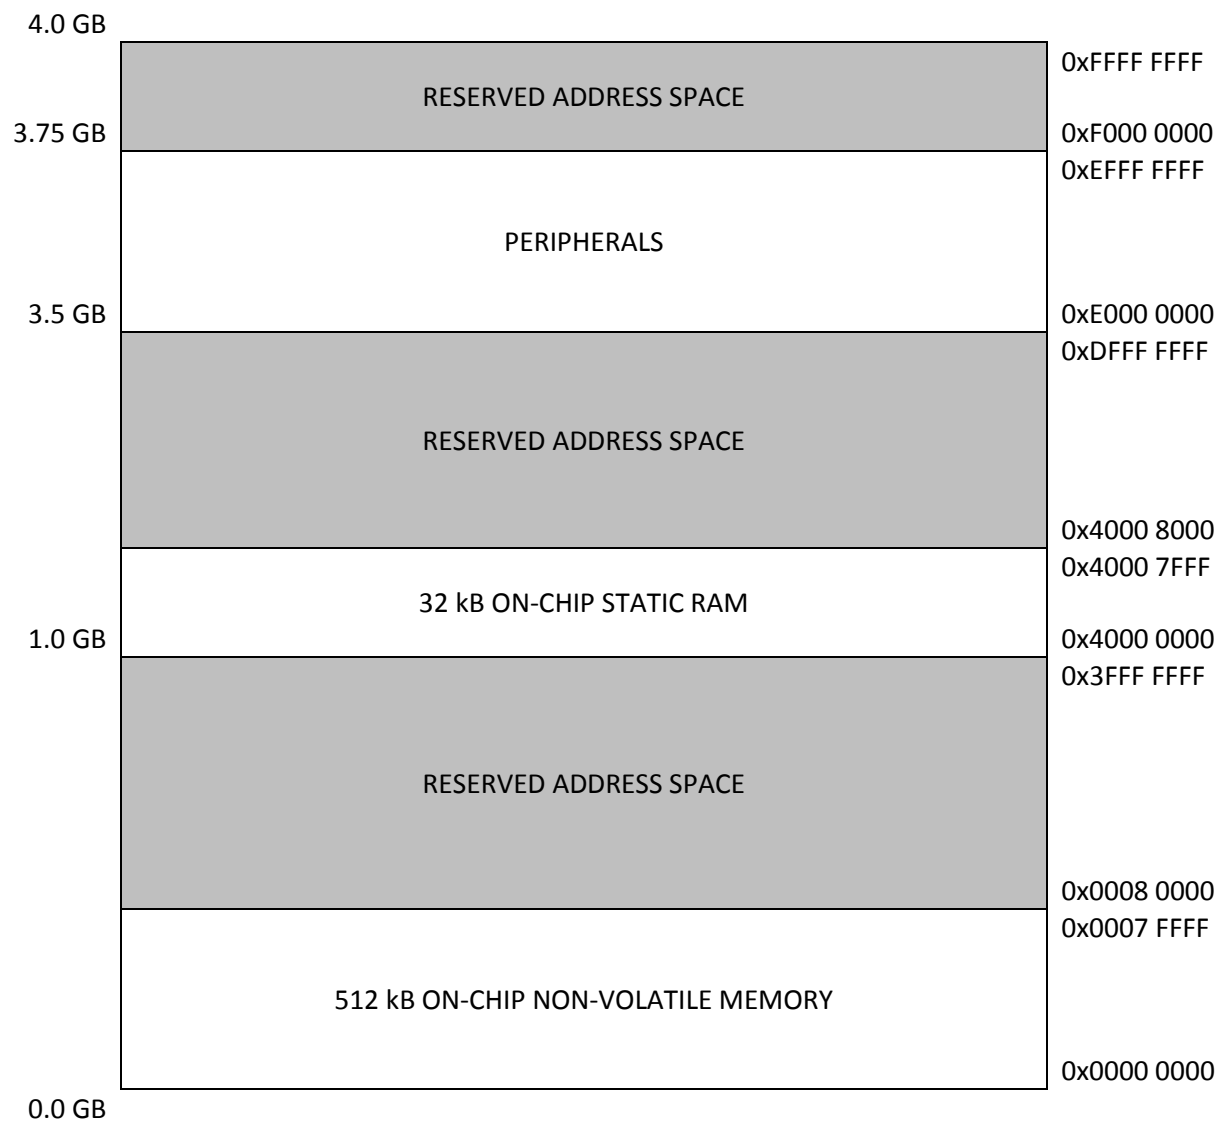 4.0 GB
0xFFFF FFFF
RESERVED ADDRESS SPACE
3.75 GB
0xF000 0000
0xEFFF FFFF
PERIPHERALS
3.5 GB
0xE000 0000
0xDFFF FFFF
RESERVED ADDRESS SPACE
0x4000 8000
0x4000 7FFF
32 kB ON-CHIP STATIC RAM
1.0 GB
0x4000 0000
0x3FFF FFFF
RESERVED ADDRESS SPACE
0x0008 0000
0x0007 FFFF
512 kB ON-CHIP NON-VOLATILE MEMORY
0x0000 0000
0.0 GB